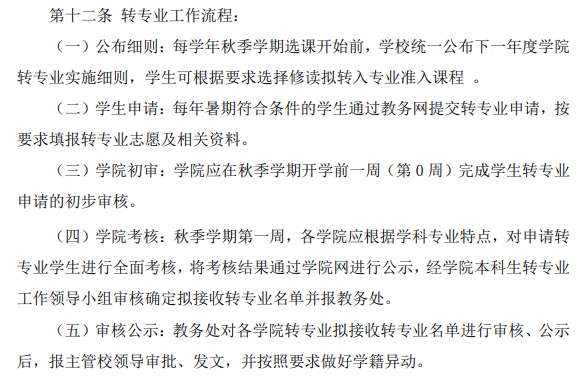 第十二条 转专业工作流程：
（一）公布细则：每学年秋季学期选课开始前，学校统一公布下一年度学院
转专业实施细则，学生可根据要求选择修读拟转入专业准入课程 。
（二）学生申请：每年暑期符合条件的学生通过教务网提交转专业申请，按
要求填报转专业志愿及相关资料。
（三）学院初审：学院应在秋季学期开学前一周（第 0 周）完成学生转专业
申请的初步审核。
（四）学院考核：秋季学期第一周，各学院应根据学科专业特点，对申请转
专业学生进行全面考核，将考核结果通过学院网进行公示，经学院本科生转专业
工作领导小组审核确定拟接收转专业名单并报教务处。
（五）审核公示：教务处对各学院转专业拟接收转专业名单进行审核、公示
后，报主管校领导审批、发文，并按照要求做好学籍异动。